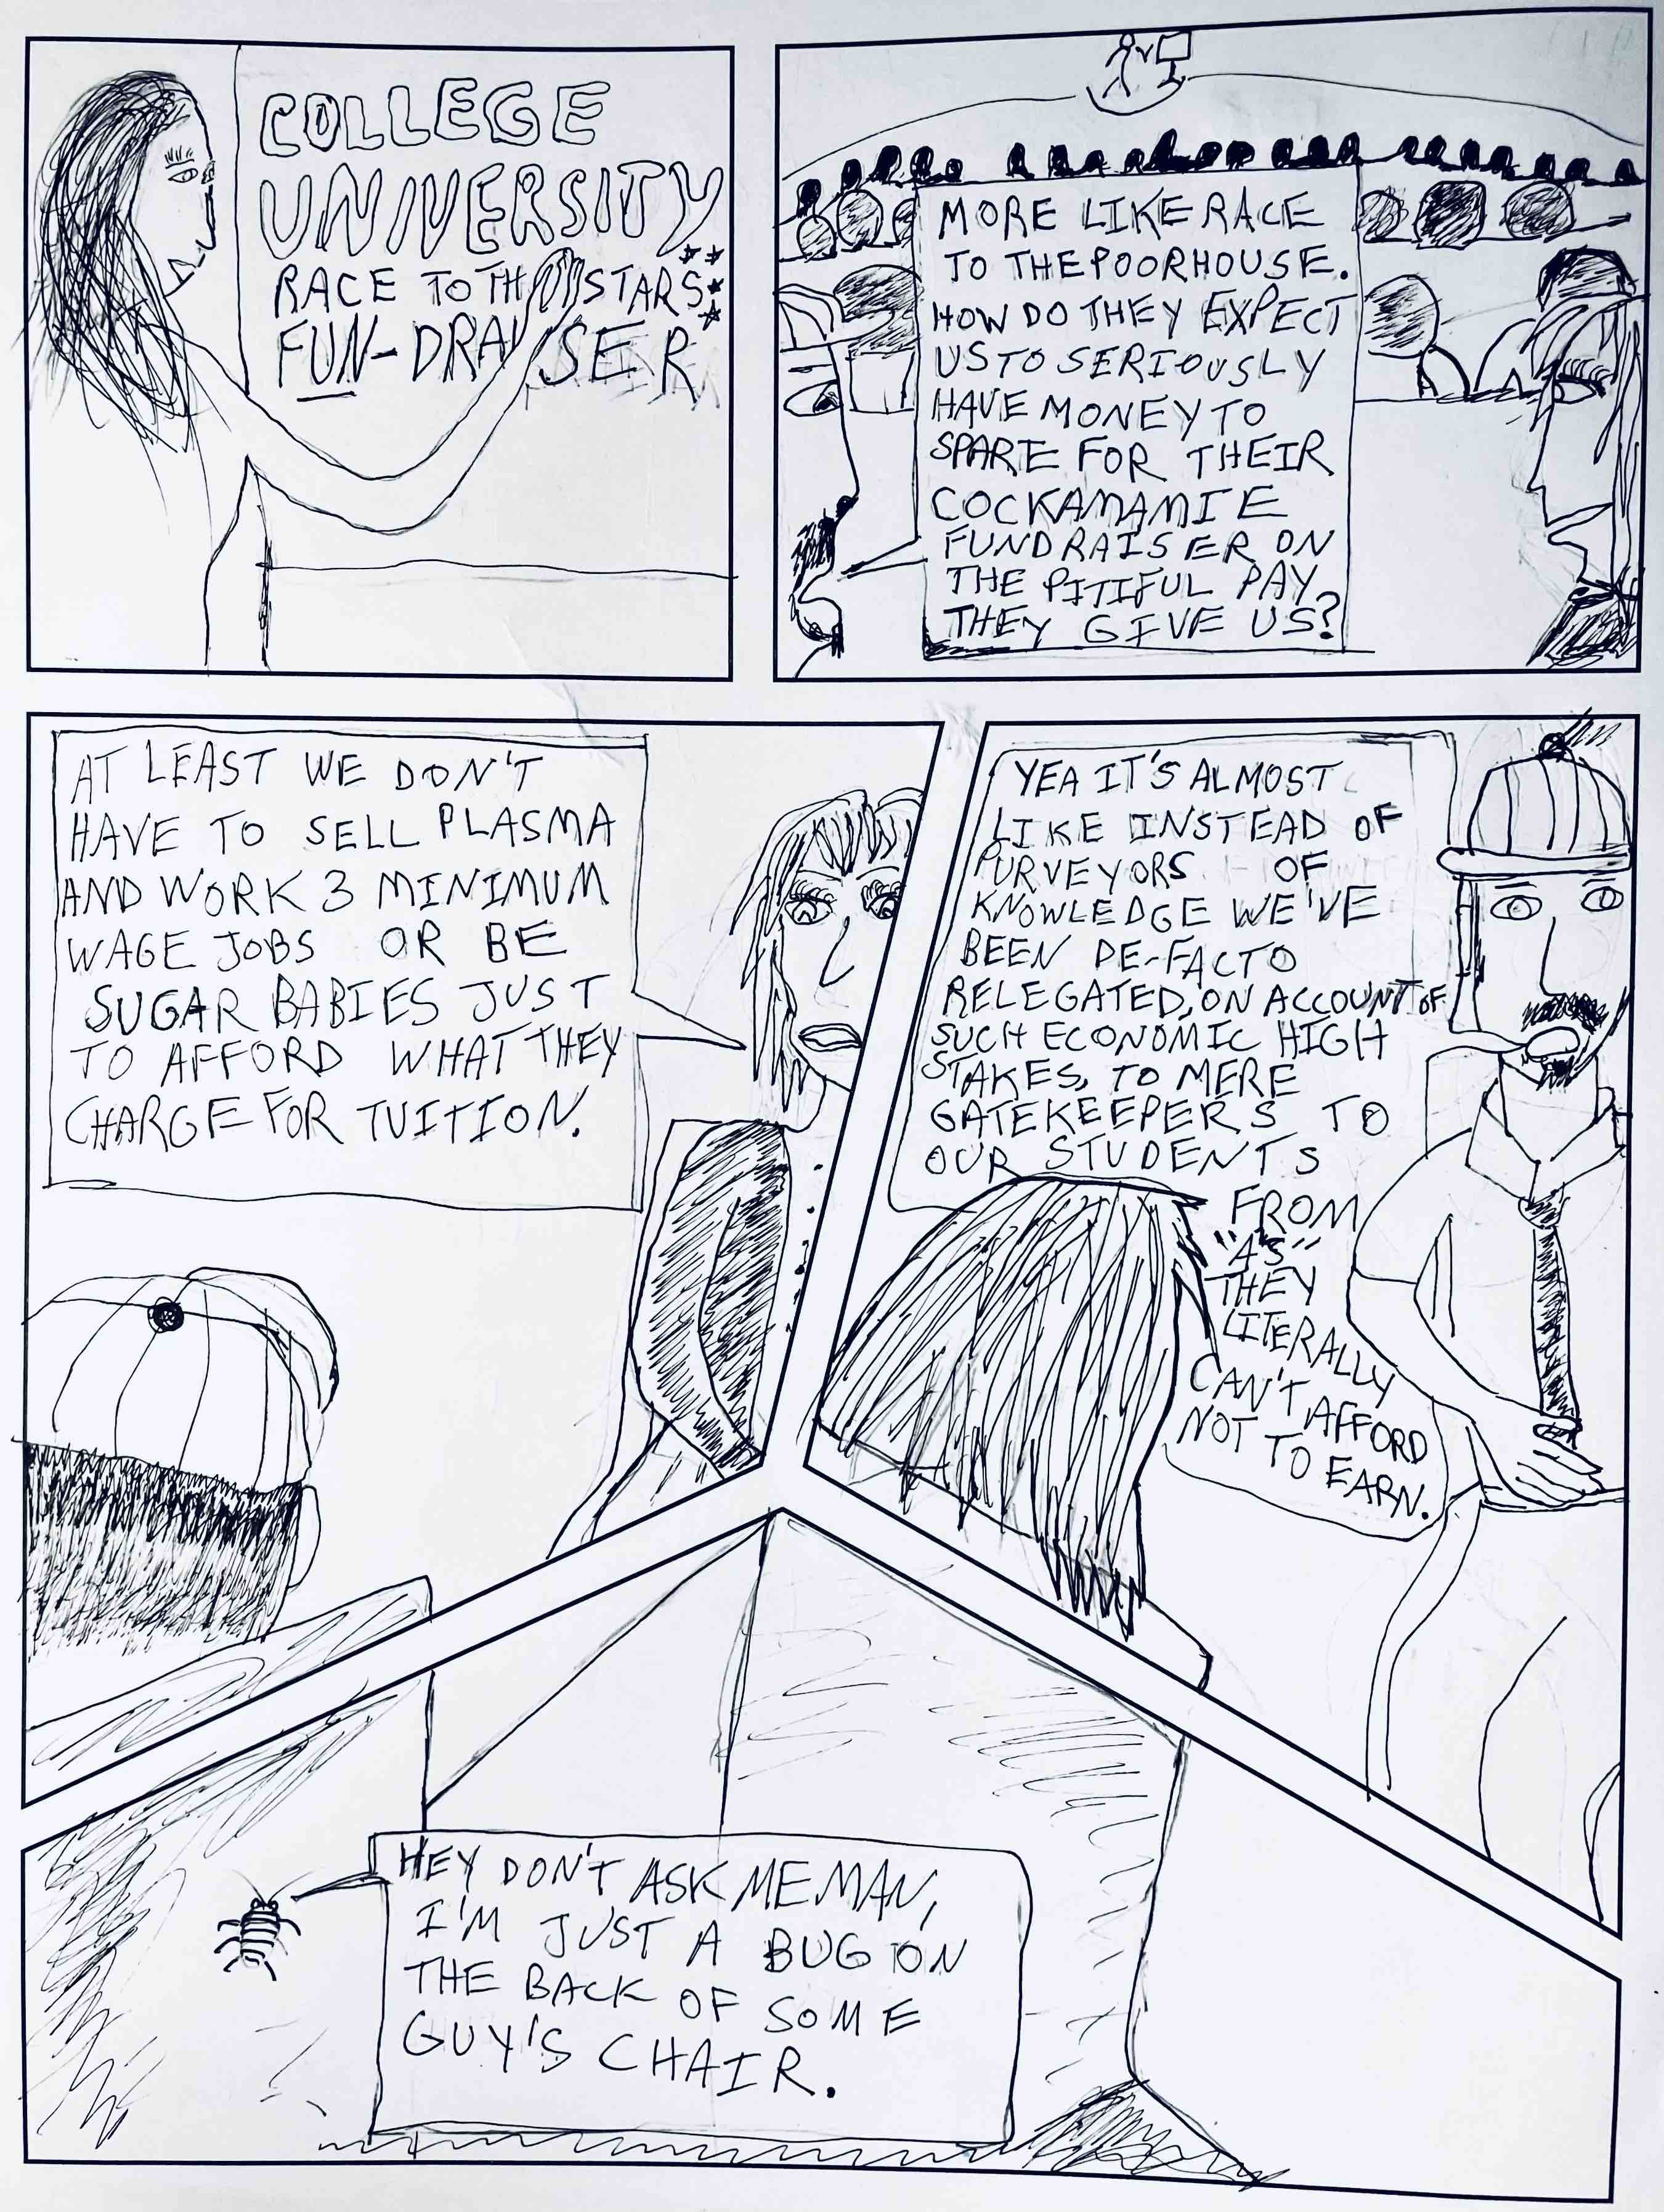 COLLEGE
UNIVERSITY
RACE TO TH STARS
FUN-DRAISER
MORE LIKE RACE
TO THE POORHOUSE.
HOW DO THEY EXPECT
US TO SERIOUSLY
HAVE MONEY TO
SPARE FOR THEIR
COCKAMAMIE
FUNDRAISER ON
THE PITIFUL PAY
THEY GIVE US?
AT LEAST WE DON'T
HAVE TO SELL PLASMA
AND WORK 3 MINIMUM
WAGE JOBS OR BE
SUGAR BABIES JUST
TO AFFORD WHAT THEY
CHARGE FOR TUITION.
YEA IT'S ALMOST
LIKE INSTEAD OF
PURVEYORS OF
KNOWLEDGE WE'VE
BEEN DE-FACTO
RELEGATED, ON ACCOUNT OF
SUCH ECONOMIC HIGH
STAKES, TO MERE
GATEKEEPERS TO
OUR STUDENTS
FROM
"A'S"
THEY
LITERALLY
CAN'T AFFORD
NOT TO EARN.
HEY DON'T ASK ME MAN,
I'M JUST A BUG ON
THE BACK OF SOME
GUY'S CHAIR.